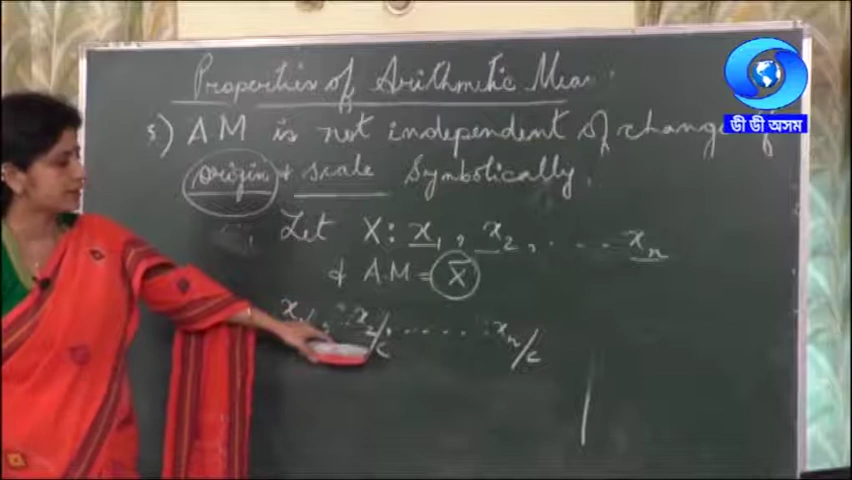 Properties of Arithmetic Mean
5) AM is not independent of change of
origin & scale Symbolically,
Let X: x₁, x₂, .... xₙ
& AM = X̄
x₂/c ..... xₙ/c
ডী ডী অসম